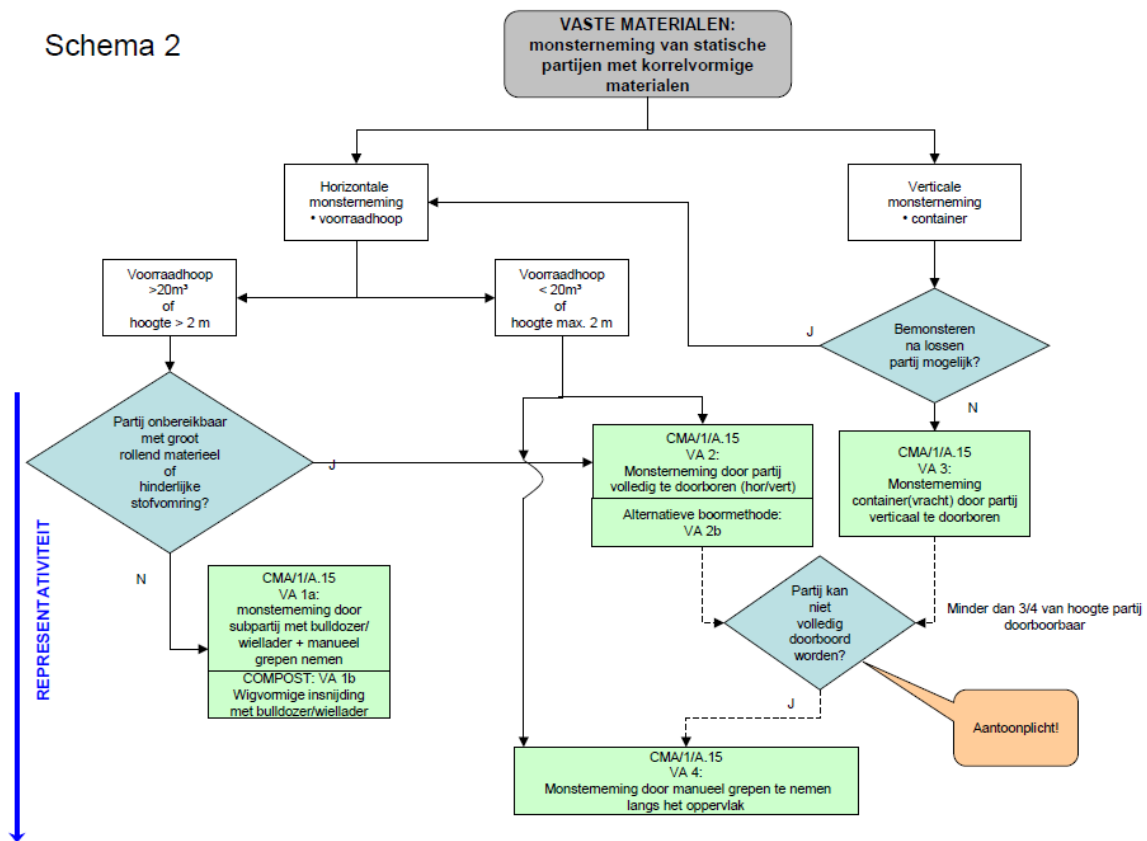 Schema 2
VASTE MATERIALEN:
monsterneming van statische
partijen met korrelvormige
materialen
Horizontale
monsterneming
• voorraadhoop
Verticale
monsterneming
• container
Voorraadhoop
>20m³
of
hoogte > 2 m
Voorraadhoop
< 20m³
of
hoogte max. 2 m
J
Bemonsteren
na lossen
partij mogelijk?
N
Partij onbereikbaar
met groot
rollend materieel
of
hinderlijke
stofvomring?
J
CMA/1/A.15
VA 2:
Monsterneming door partij
volledig te doorboren (hor/vert)
Alternatieve boormethode:
VA 2b
CMA/1/A.15
VA 3:
Monsterneming
container(vracht) door partij
verticaal te doorboren
N
CMA/1/A.15
VA 1a:
monsterneming door
subpartij met bulldozer/
wiellader + manueel
grepen nemen
COMPOST: VA 1b
Wigvormige insnijding
met bulldozer/wiellader
Partij kan
niet
volledig
doorboord
worden?
Minder dan 3/4 van hoogte partij
doorboorbaar
J
Aantoonplicht!
CMA/1/A.15
VA 4:
Monsterneming door manueel grepen te nemen
langs het oppervlak
REPRESENTATIVITEIT